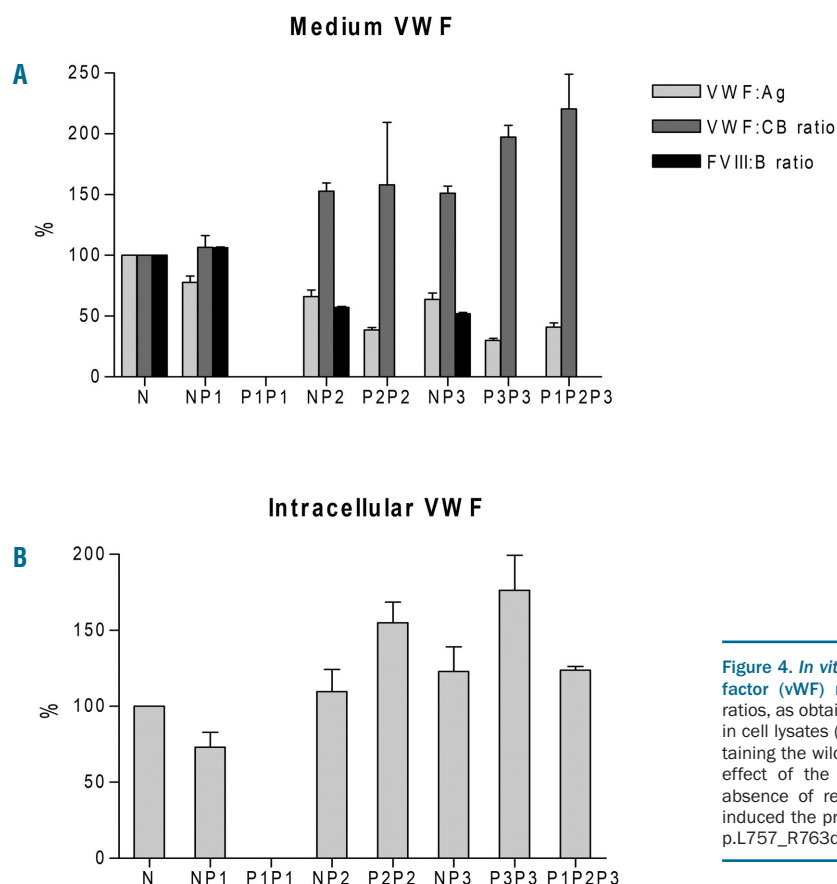 Medium VWF
A
250
200
150
100
50
0
%
N NP1 P1P1 NP2 P2P2 NP3 P3P3 P1P2P3
VWF:Ag
VWF:CB ratio
FVIII:B ratio
Intracellular VWF
B
200
150
100
50
0
%
N NP1 P1P1 NP2 P2P2 NP3 P3P3 P1P2P3
Figure 4. In vit
factor (vWF) r
ratios, as obtai
in cell lysates (
taining the wild
effect of the
absence of re
induced the pr
p.L757_R763d